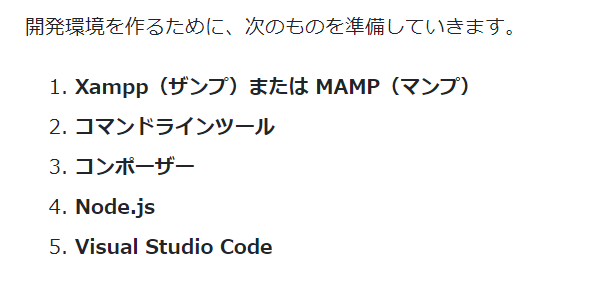 開発環境を作るために、次のものを準備していきます。
1. Xampp（ザンプ）または MAMP（マンプ）
2. コマンドラインツール
3. コンポーザー
4. Node.js
5. Visual Studio Code